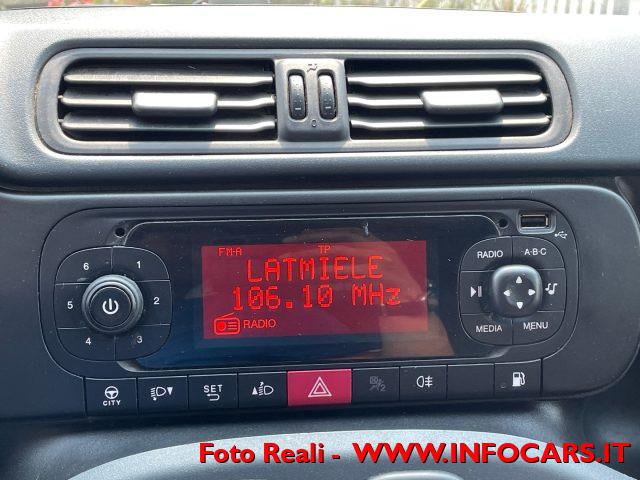 FM-A TP
LATMIELE
106.10 MHz
RADIO
6 1
5 2
4 3
RADIO A·B·C
MEDIA MENU
CITY
SET
2
Foto Reali - WWW.INFOCARS.IT